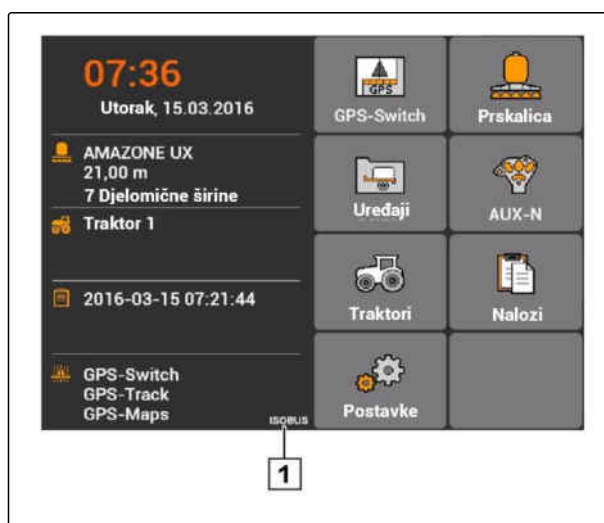 07:36
Utorak, 15.03.2016
AMAZONE UX
21,00 m
7 Djelomične širine
Traktor 1
2016-03-15 07:21:44
GPS-Switch
GPS-Track
GPS-Maps
ISOBUS
GPS
GPS-Switch
Prskalica
Uređaji
AUX-N
Traktori
Nalozi
Postavke
1